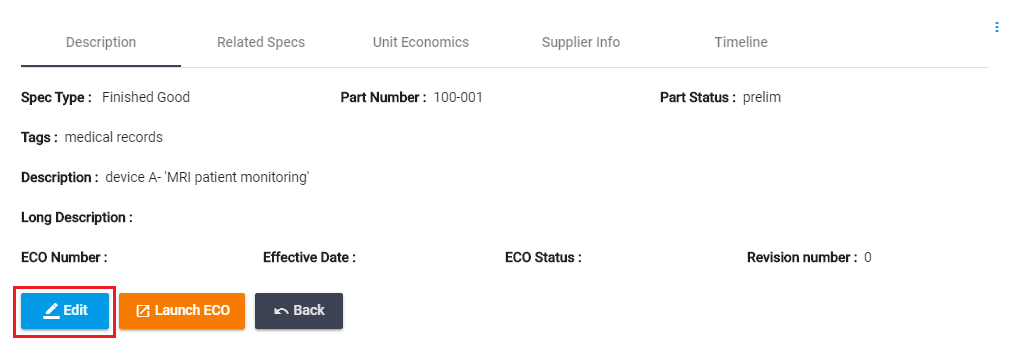 Description Related Specs Unit Economics Supplier Info Timeline
Spec Type : Finished Good Part Number : 100-001 Part Status : prelim
Tags : medical records
Description : device A- 'MRI patient monitoring'
Long Description :
ECO Number : Effective Date : ECO Status : Revision number : 0
Edit Launch ECO Back